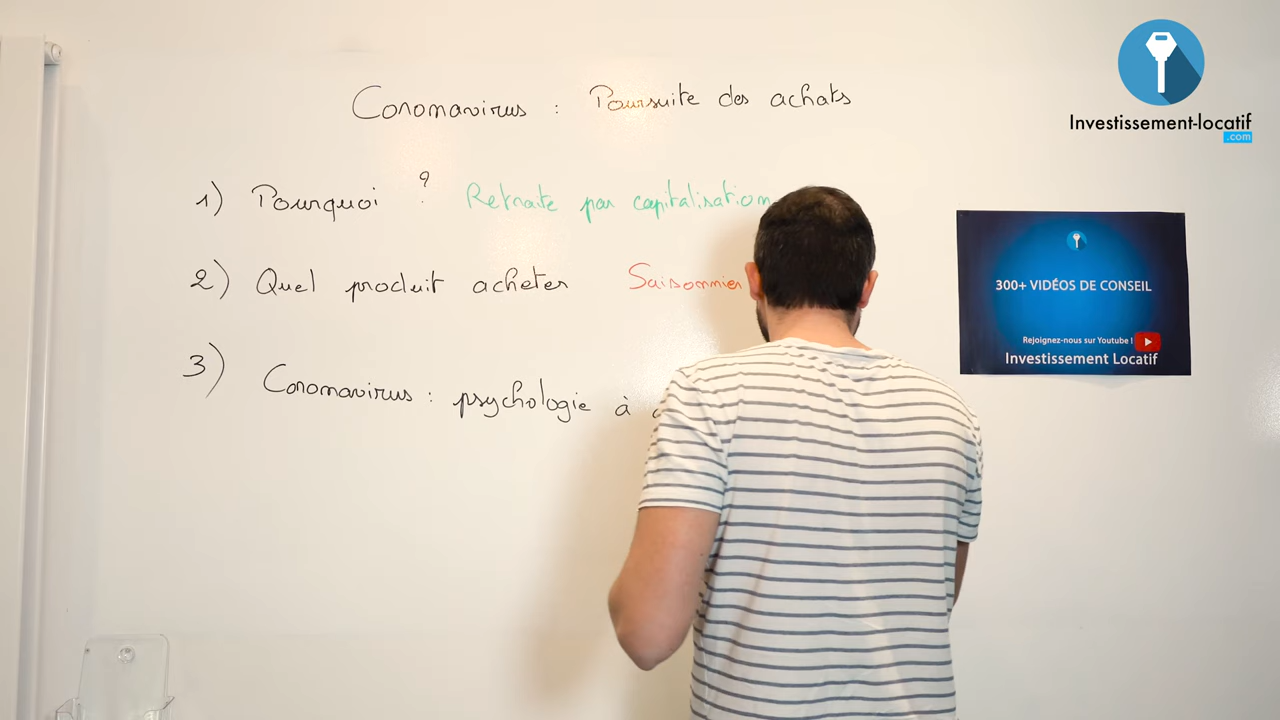 Coronavirus : Poursuite des achats
1) Pourquoi ? Retraite par capitalisation
2) Quel produit acheter Saisonnier
3) Coronavirus : psychologie à
Investissement-locatif
.com
300+ VIDÉOS DE CONSEIL
Rejoignez-nous sur Youtube !
Investissement Locatif